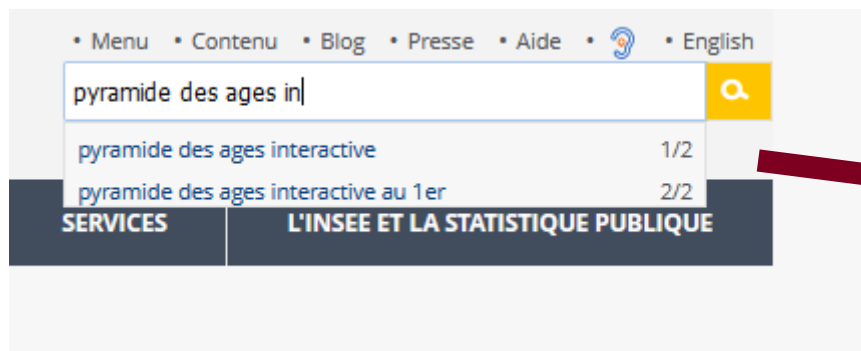 • Menu • Contenu • Blog • Presse • Aide • • English
pyramide des ages in
pyramide des ages interactive 1/2
pyramide des ages interactive au 1er 2/2
SERVICES L'INSEE ET LA STATISTIQUE PUBLIQUE